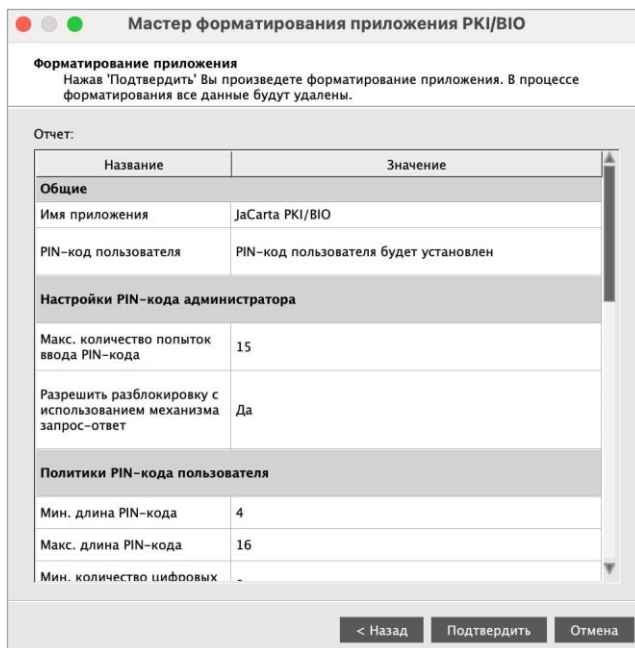 Мастер форматирования приложения PKI/BIO
Форматирование приложения
Нажав 'Подтвердить' Вы произведете форматирование приложения. В процессе
форматирования все данные будут удалены.
Отчет:
Название Значение
Общие
Имя приложения JaCarta PKI/BIO
PIN-код пользователя PIN-код пользователя будет установлен
Настройки PIN-кода администратора
Макс. количество попыток
ввода PIN-кода 15
Разрешить разблокировку с
использованием механизма
запрос-ответ Да
Политики PIN-кода пользователя
Мин. длина PIN-кода 4
Макс. длина PIN-кода 16
Мин. количество цифровых
< Назад Подтвердить Отмена